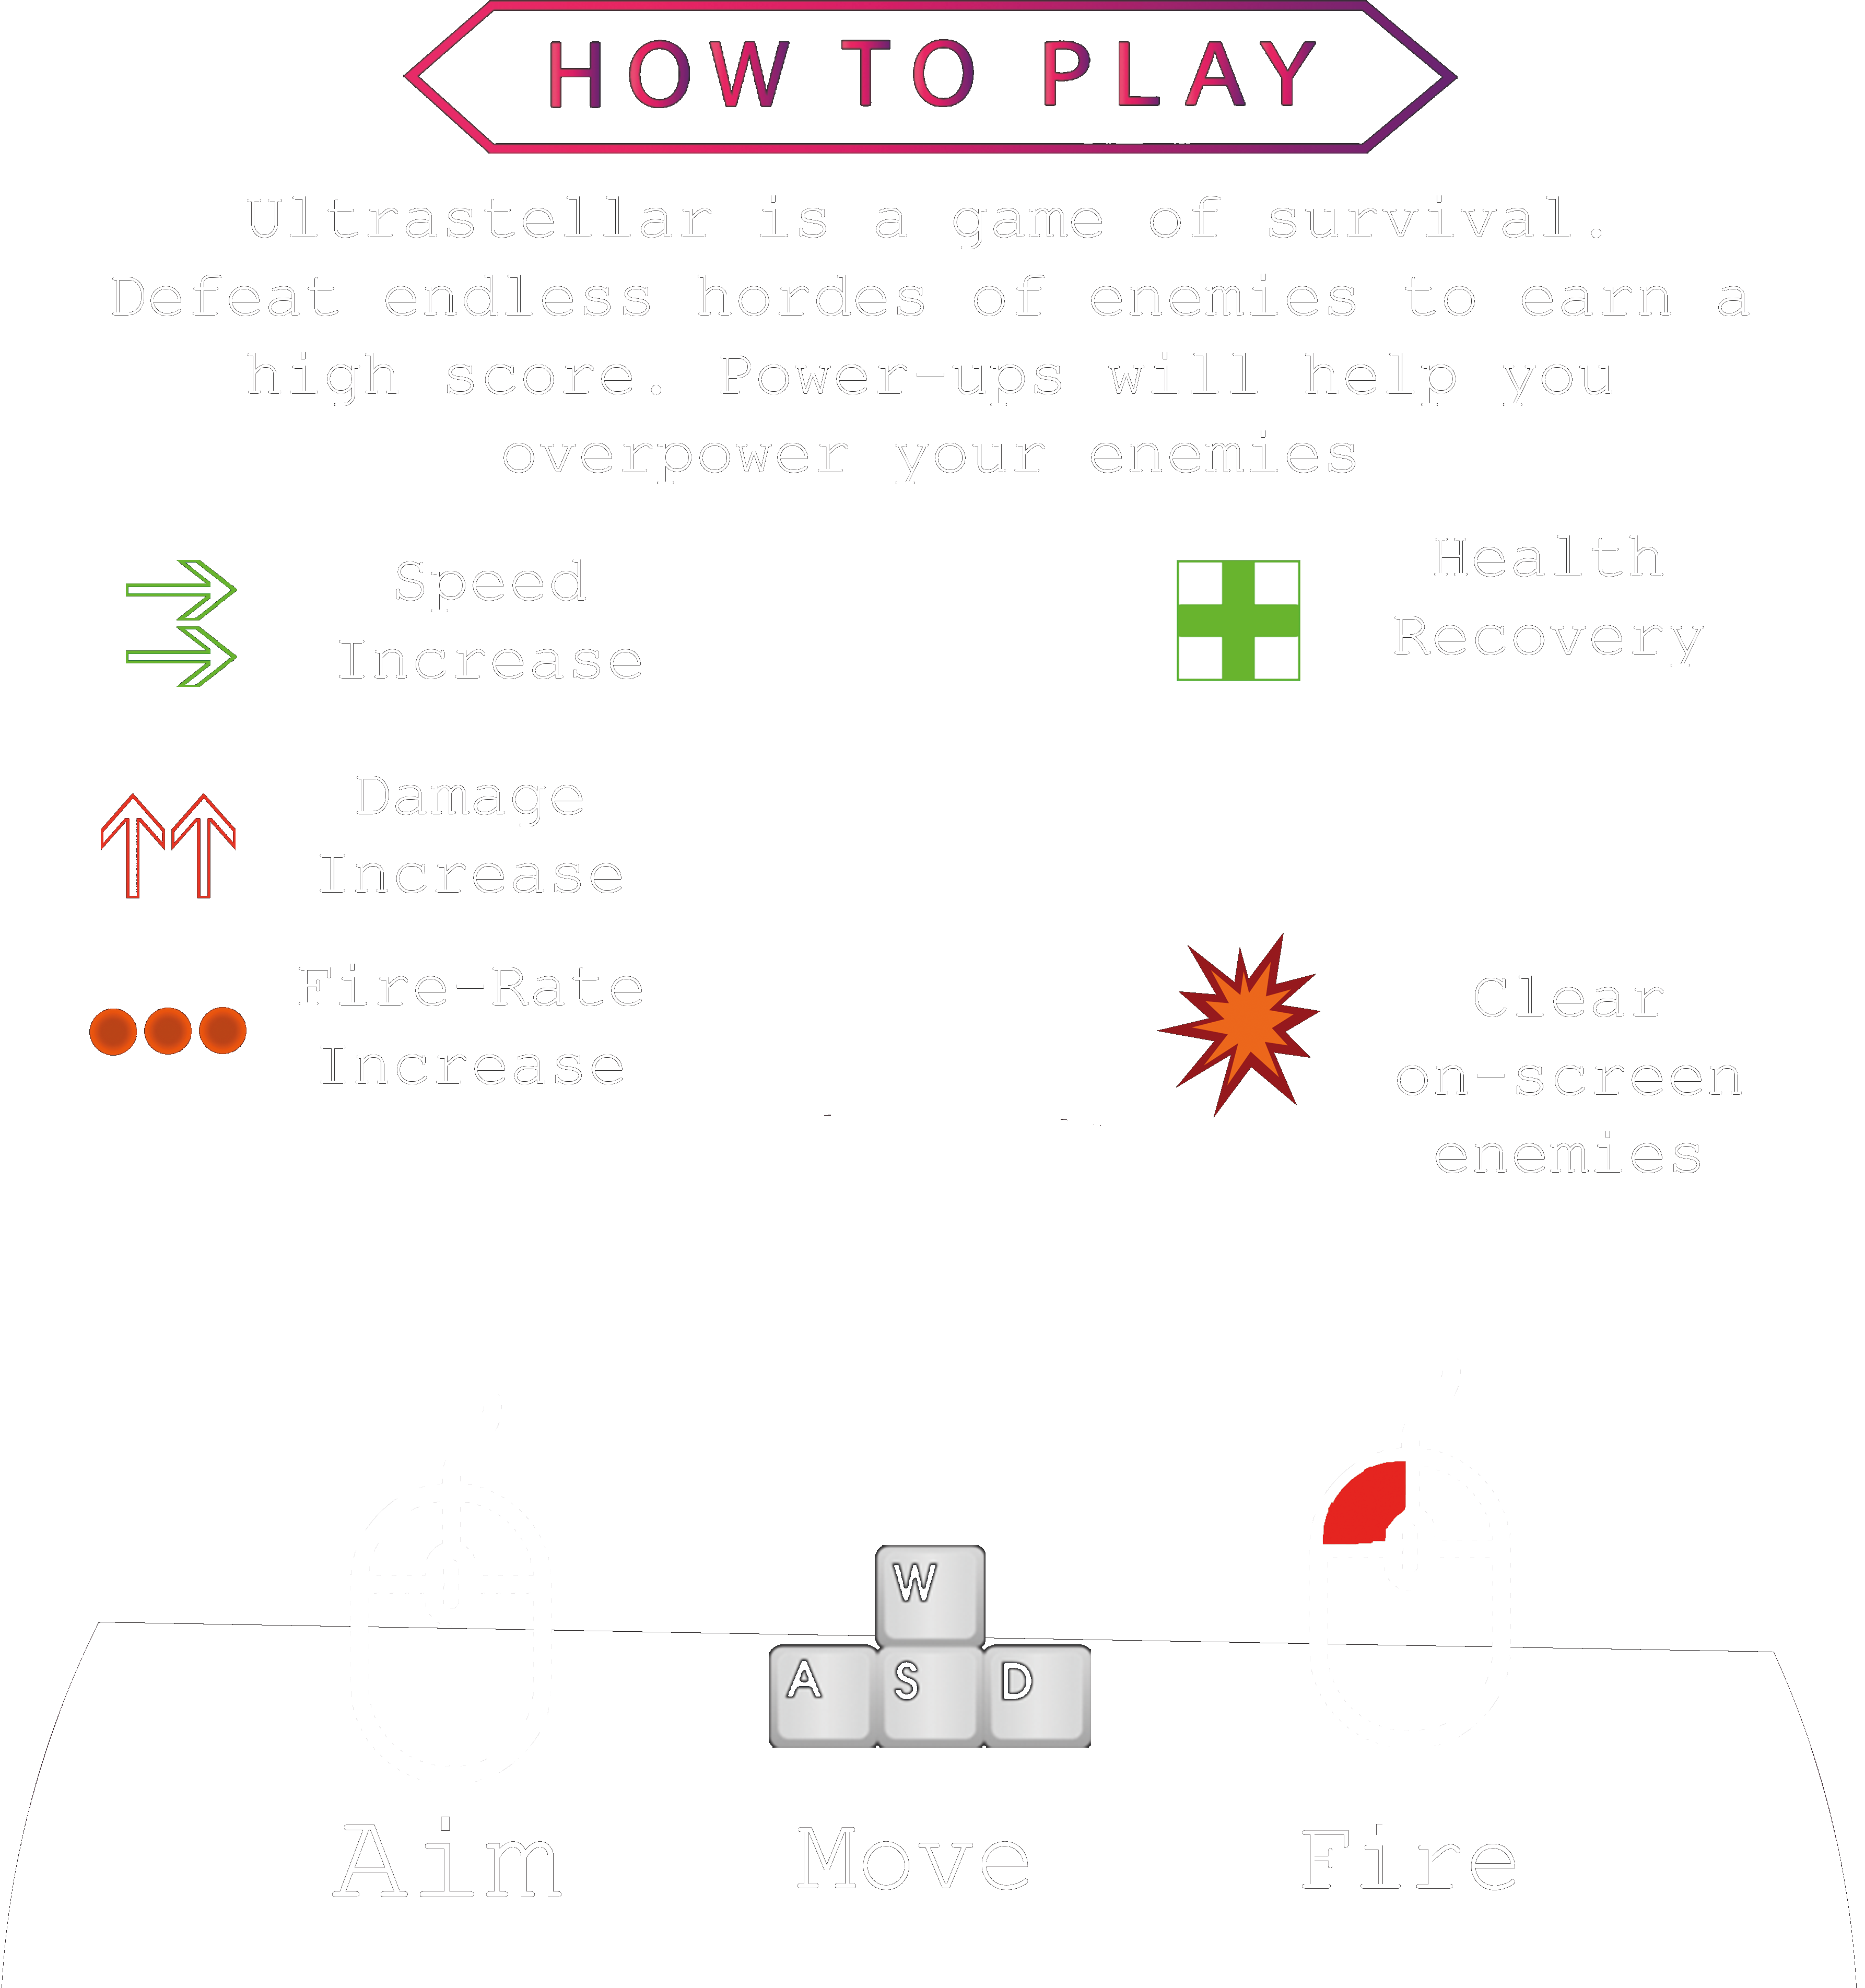 HOW TO PLAY
Ultrastellar is a game of survival.
Defeat endless hordes of enemies to earn a
high score. Power-ups will help you
overpower your enemies
Speed
Increase
Health
Recovery
Damage
Increase
Fire-Rate
Increase
Clear
on-screen
enemies
W
A S D
Aim
Move
Fire